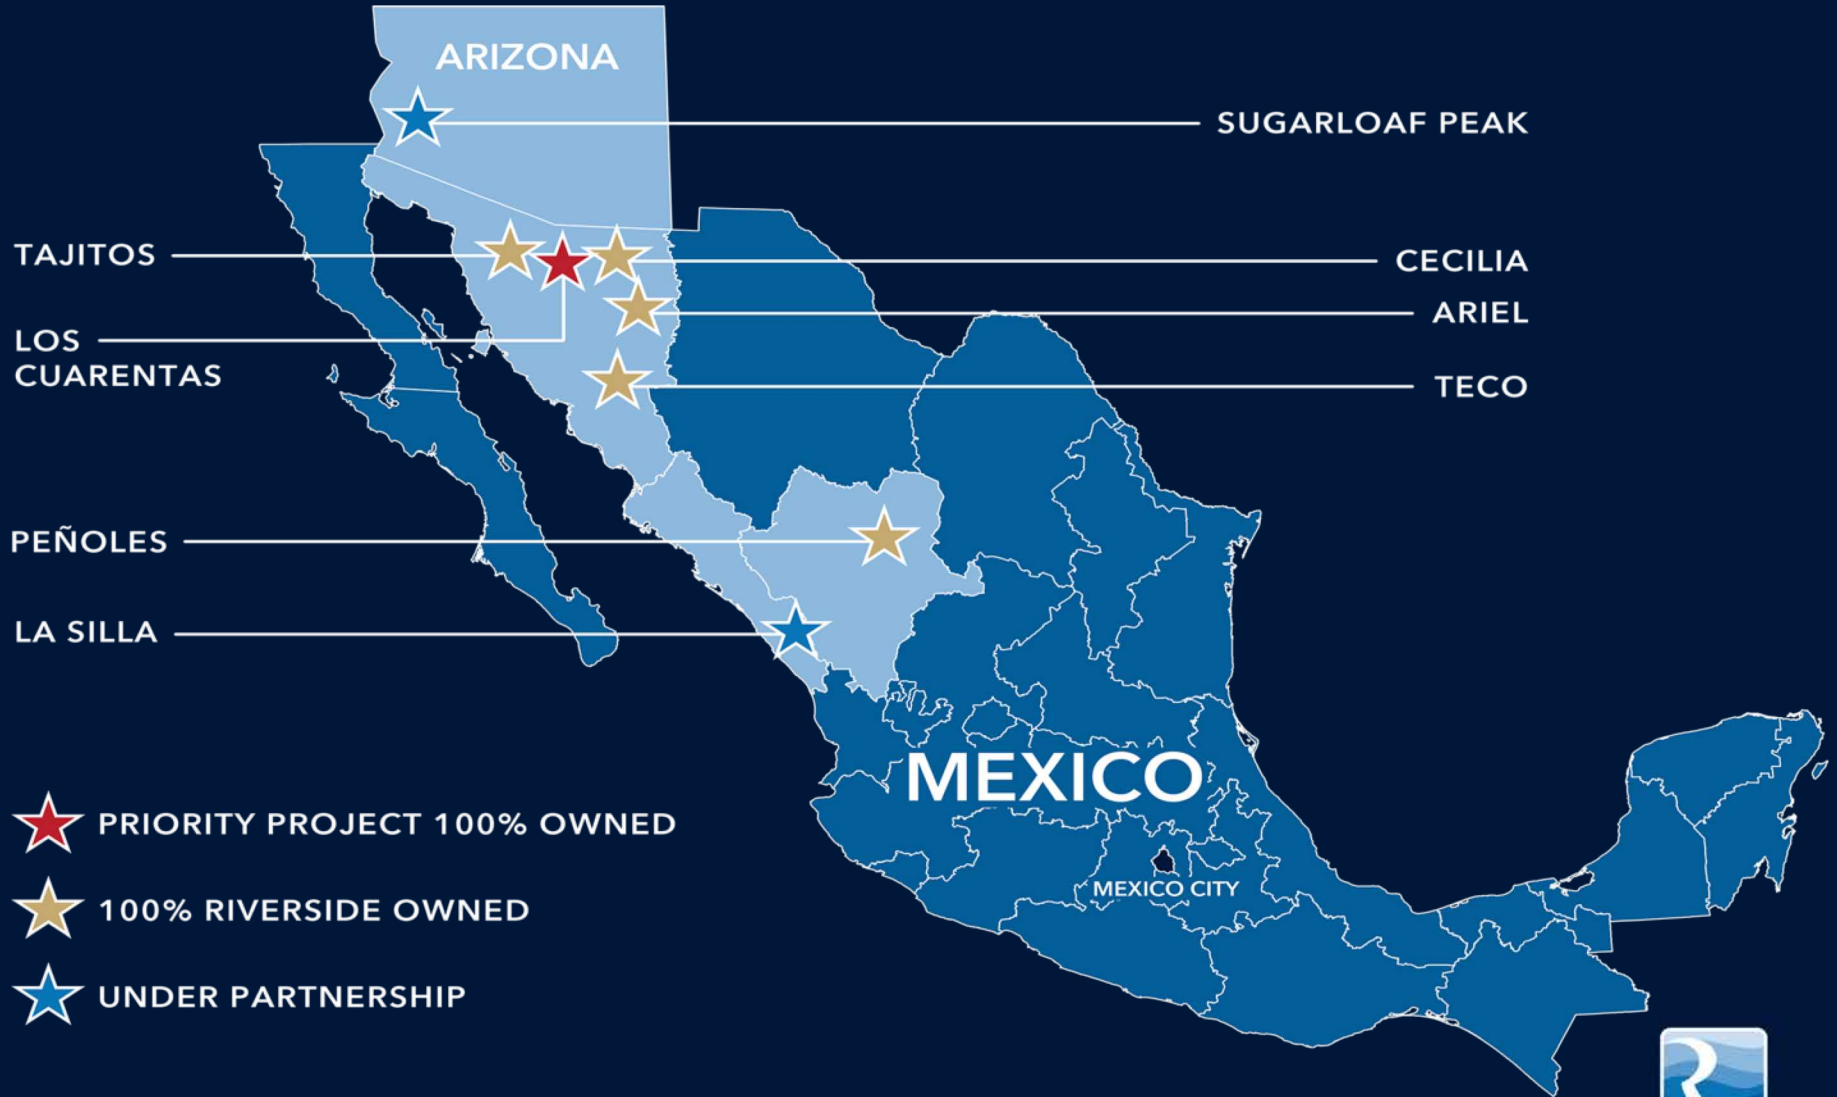 ARIZONA
SUGARLOAF PEAK
TAJITOS
CECILIA
ARIEL
LOS
CUARENTAS
TECO
PEÑOLES
LA SILLA
MEXICO
MEXICO CITY
PRIORITY PROJECT 100% OWNED
100% RIVERSIDE OWNED
UNDER PARTNERSHIP